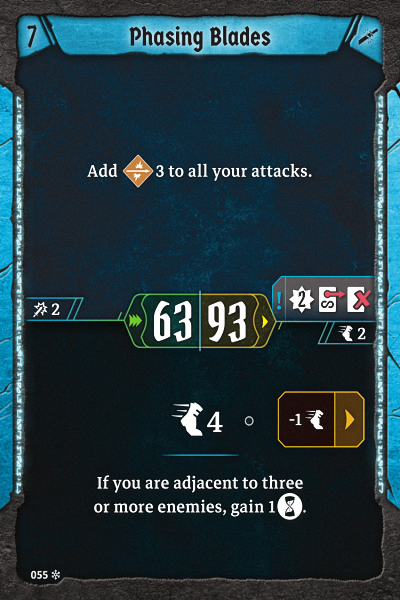 7 Phasing Blades
Add 3 to all your attacks.
2 63 93 ! 2
2
4 -1
If you are adjacent to three
or more enemies, gain 1.
055